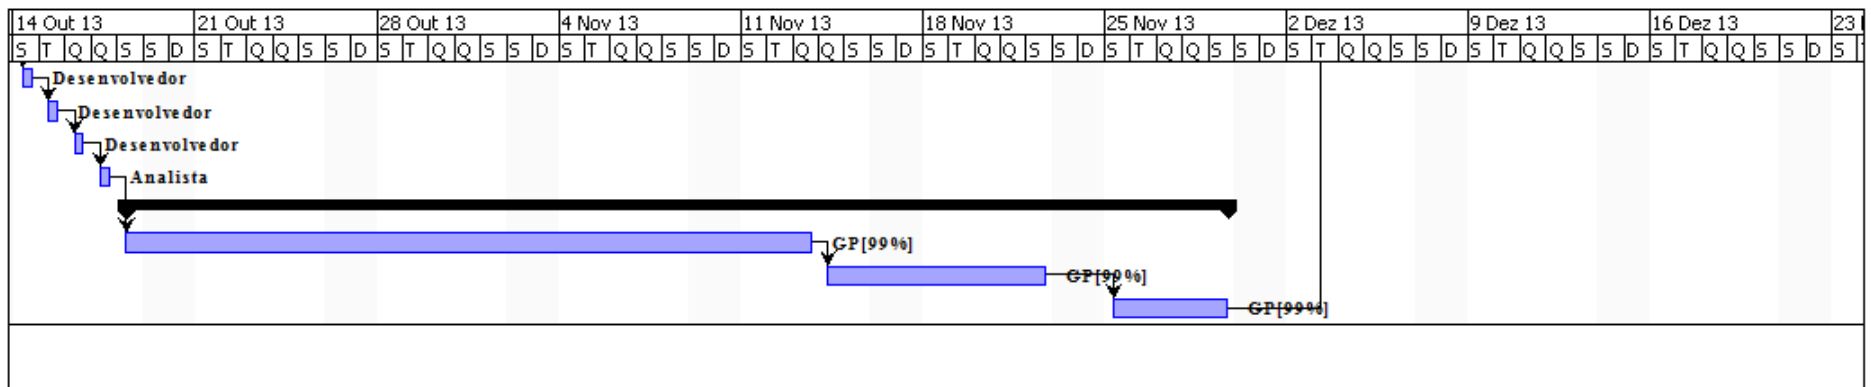 14 Out 13 21 Out 13 28 Out 13 4 Nov 13 11 Nov 13 18 Nov 13 25 Nov 13 2 Dez 13 9 Dez 13 16 Dez 13 23
S T Q Q S S D S T Q Q S S D S T Q Q S S D S T Q Q S S D S T Q Q S S D S T Q Q S S D S T Q Q S S D S T Q Q S S D S T Q Q S S D S T Q Q S S D S
Desenvolvedor
Desenvolvedor
Desenvolvedor
Analista
GP[99%]
GP[99%]
GP[99%]